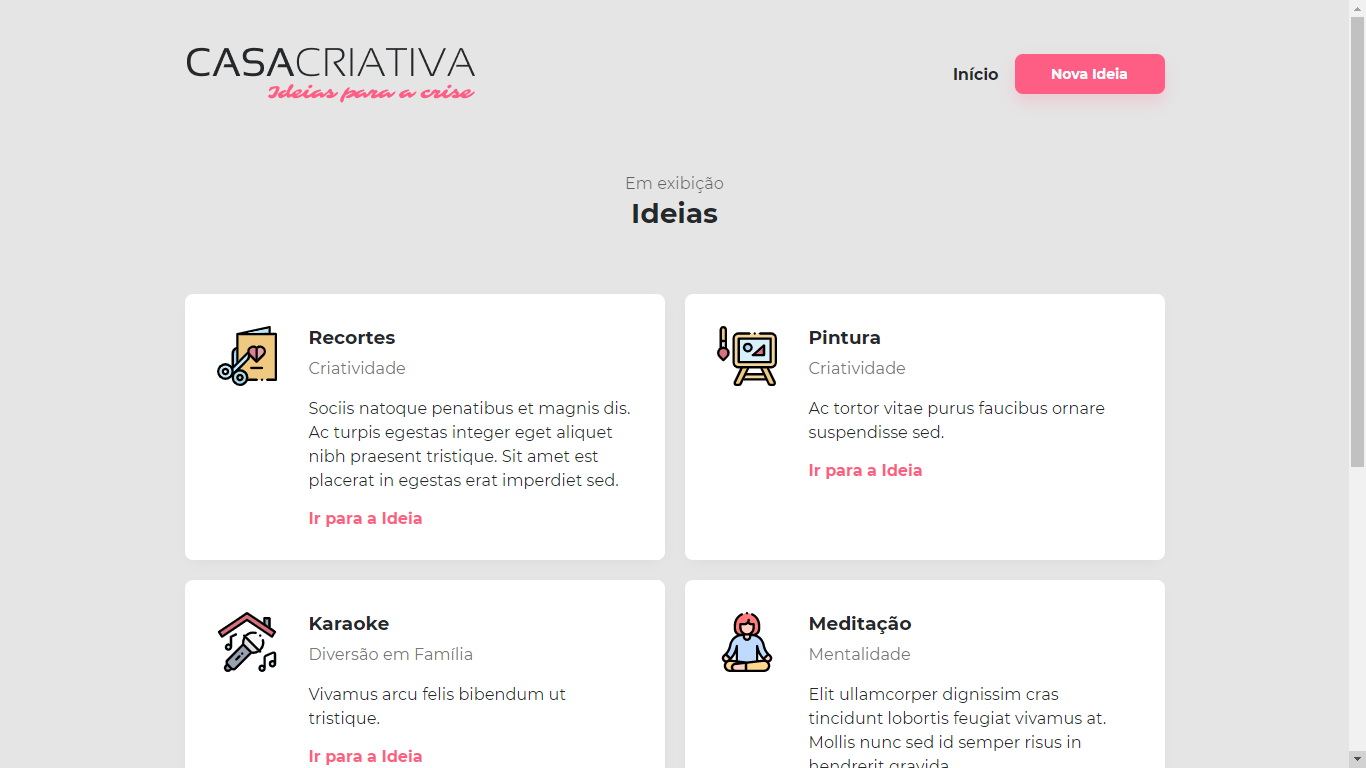 CASACRIATIVA
Ideias para a crise
Início
Nova Ideia
Em exibição
Ideias
Recortes
Criatividade
Sociis natoque penatibus et magnis dis.
Ac turpis egestas integer eget aliquet
nibh praesent tristique. Sit amet est
placerat in egestas erat imperdiet sed.
Ir para a Ideia
Pintura
Criatividade
Ac tortor vitae purus faucibus ornare
suspendisse sed.
Ir para a Ideia
Karaoke
Diversão em Família
Vivamus arcu felis bibendum ut
tristique.
Ir para a Ideia
Meditação
Mentalidade
Elit ullamcorper dignissim cras
tincidunt lobortis feugiat vivamus at.
Mollis nunc sed id semper risus in
hendrerit gravida